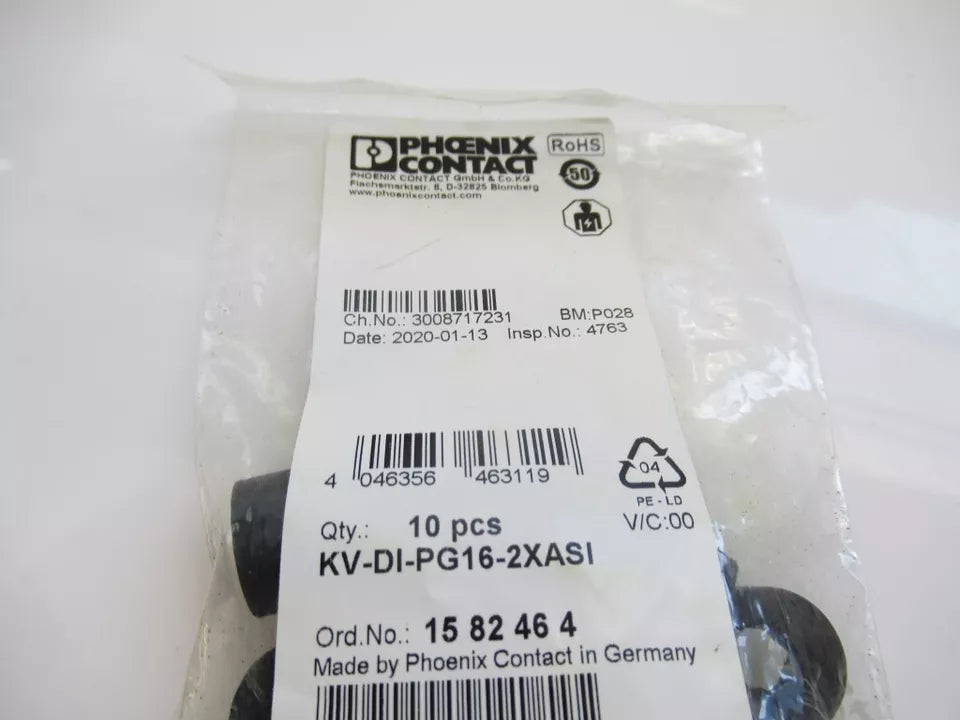 PHŒNIX
CONTACT
RoHS
50
PHOENIX CONTACT GmbH & Co.KG
Flachsmarktstr. 8, D-32825 Blomberg
www.phoenixcontact.com
Ch.No.: 3008717231 BM:P028
Date: 2020-01-13 Insp.No.: 4763
4 046356 463119
04
PE-LD
Qty.: 10 pcs V/C:00
KV-DI-PG16-2XASI
Ord.No.: 15 82 46 4
Made by Phoenix Contact in Germany